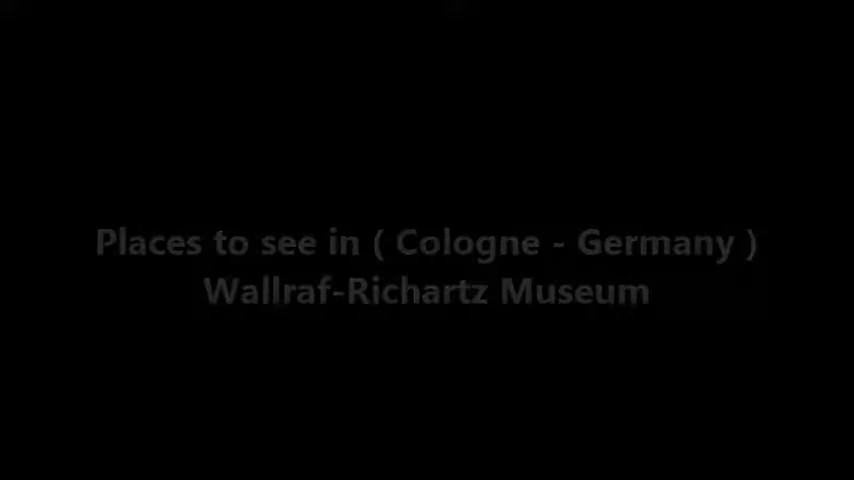 Places to see in ( Cologne - Germany )
Wallraf-Richartz Museum